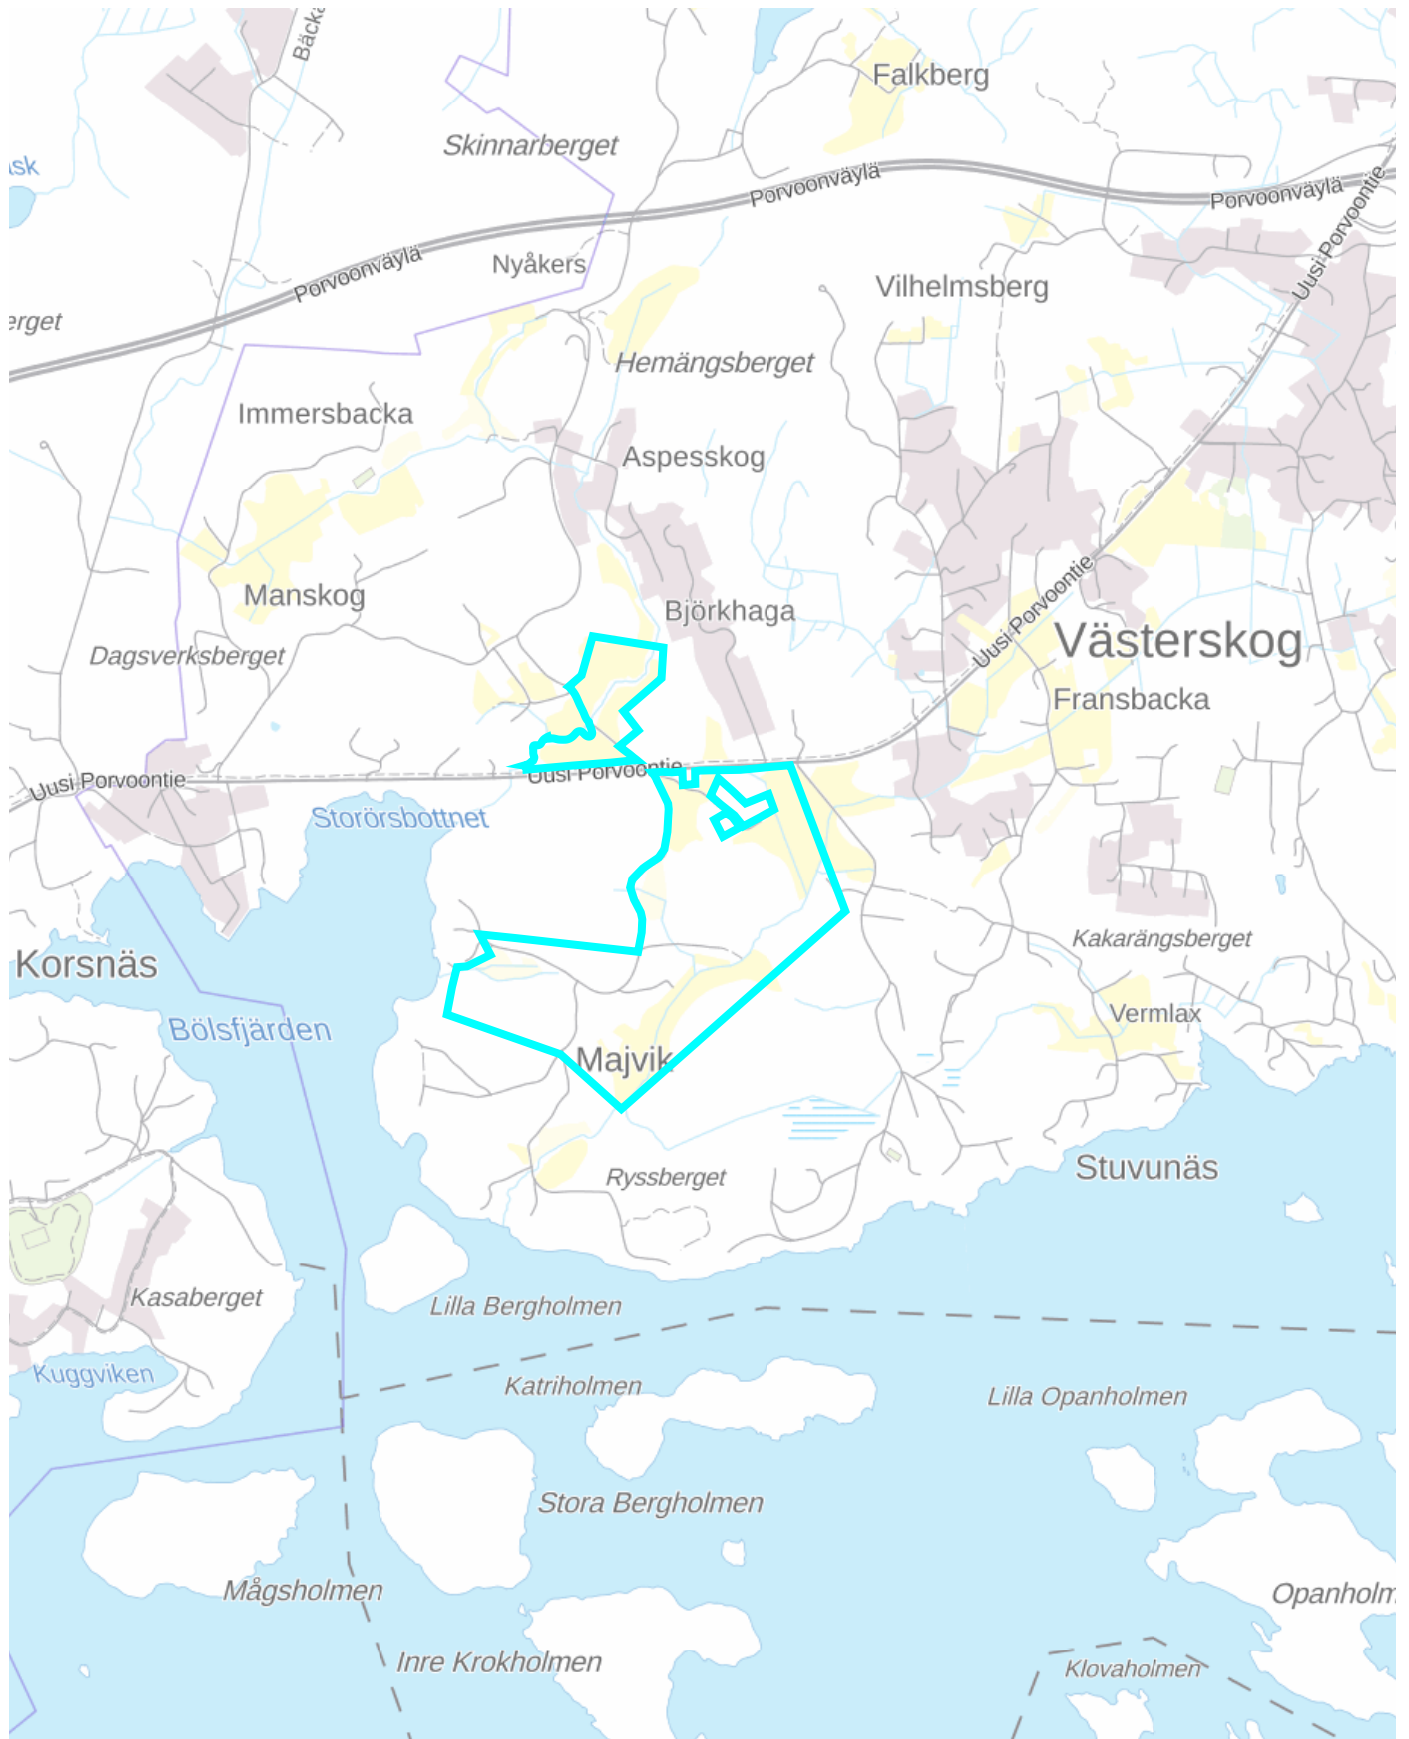 Falkberg
Skinnarberget
Porvoonväylä
Porvoonväylä
Uusi Porvoontie
Porvoonväylä
Nyåkers
Vilhelmsberg
Hemängsberget
Immersbacka
Aspesskog
Manskog
Björkhaga
Uusi Porvoontie
Västerskog
Dagsverksberget
Fransbacka
Uusi Porvoontie
Uusi Porvoontie
Storörsbottnet
Kakarängsberget
Korsnäs
Bölsfjärden
Vermlax
Majvik
Stuvunäs
Ryssberget
Kasaberget
Lilla Bergholmen
Kuggviken
Katriholmen
Lilla Opanholmen
Stora Bergholmen
Mågsholmen
Opanholm
Inre Krokholmen
Klovaholmen